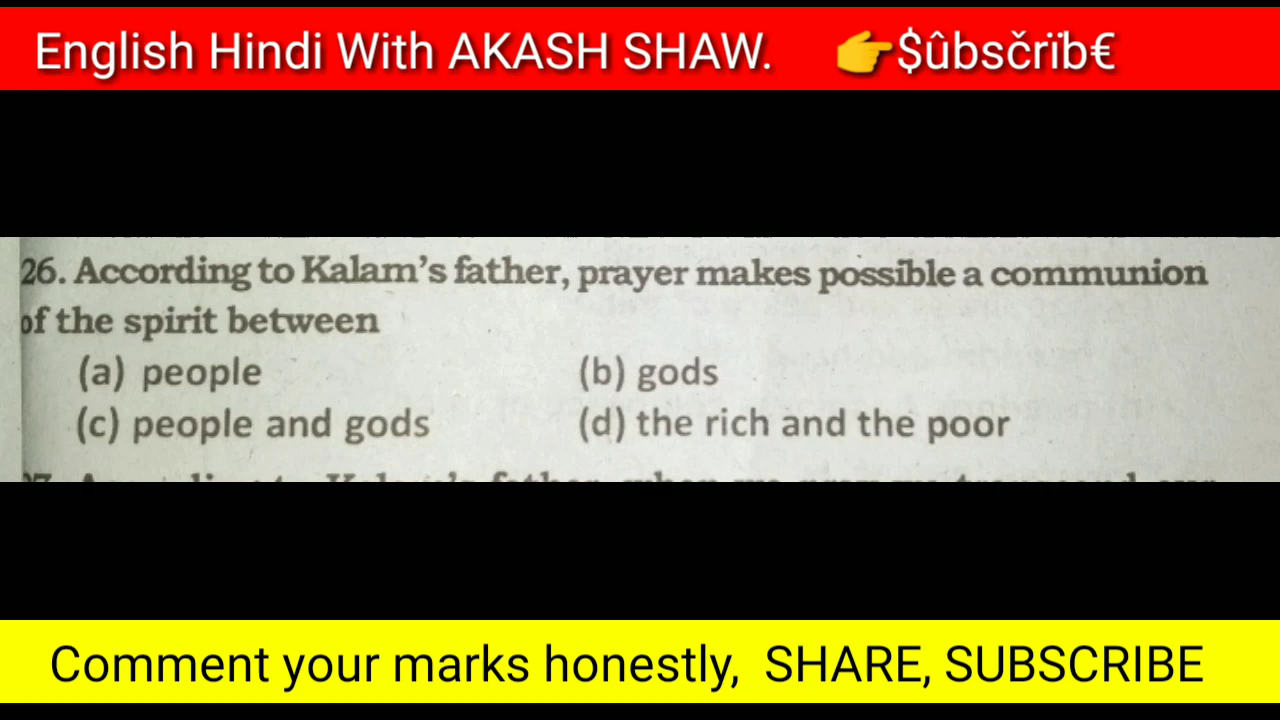 English Hindi With AKASH SHAW. 👉$ûbsčrïb€
26. According to Kalam's father, prayer makes possible a communion
of the spirit between
(a) people (b) gods
(c) people and gods (d) the rich and the poor
Comment your marks honestly, SHARE, SUBSCRIBE